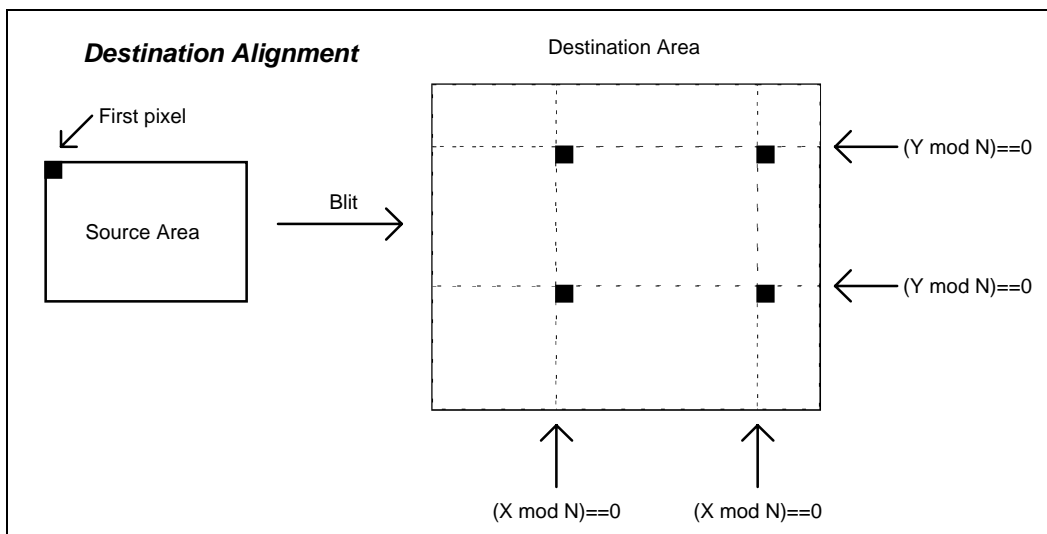 Destination Alignment
Destination Area
First pixel
(Y mod N)==0
Blit
Source Area
(Y mod N)==0
(X mod N)==0
(X mod N)==0